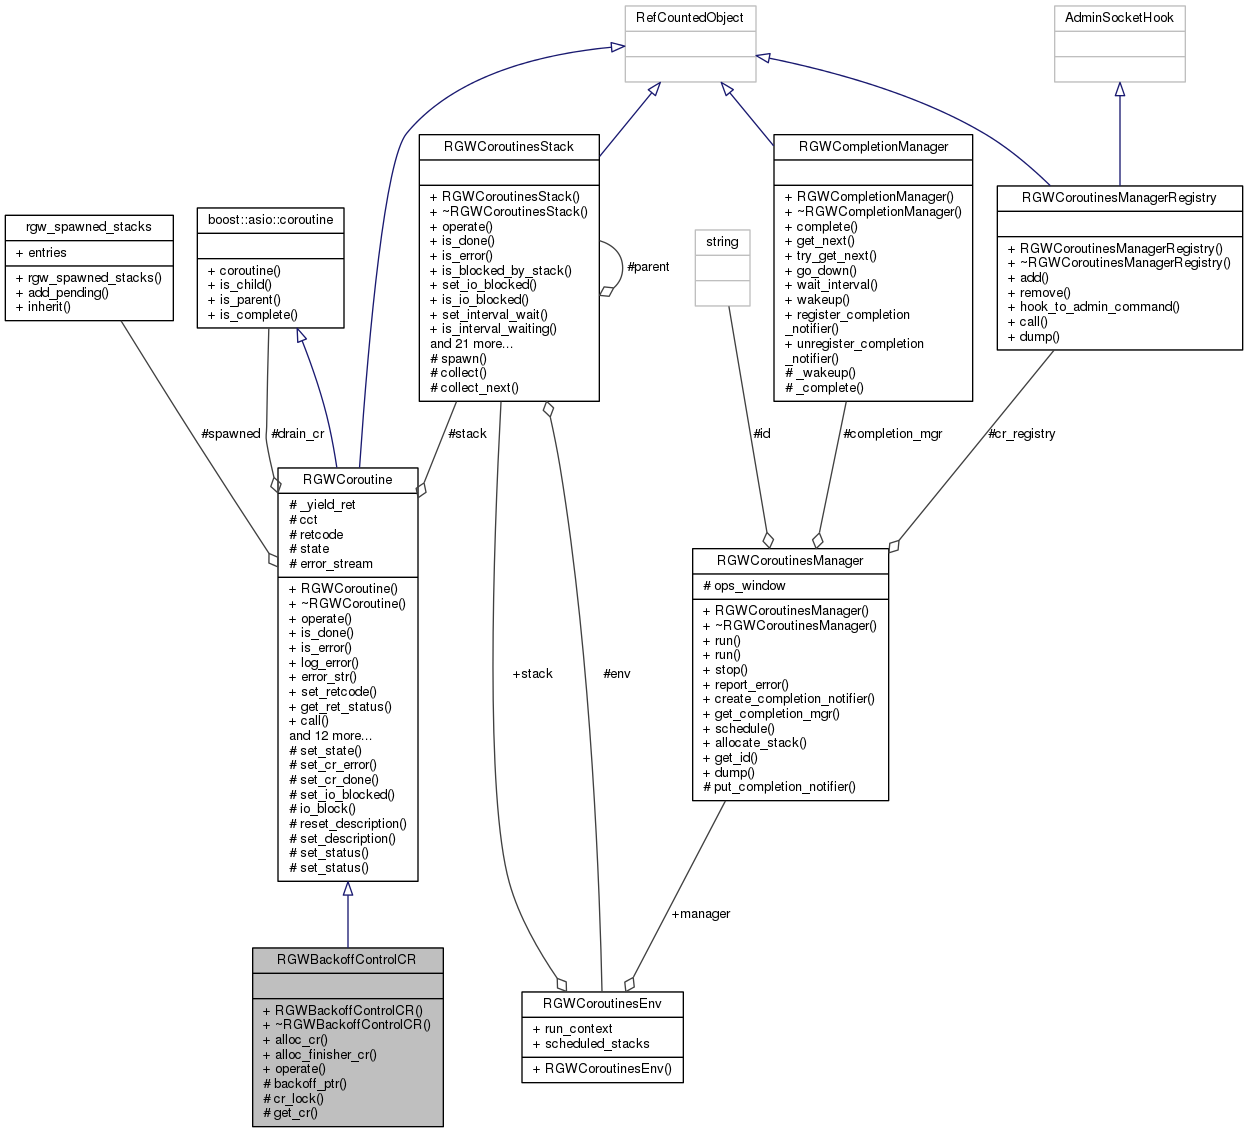 RefCountedObject
AdminSocketHook
RGWCoroutinesStack
+ RGWCoroutinesStack()
+ ~RGWCoroutinesStack()
+ operate()
+ is_done()
+ is_error()
+ is_blocked_by_stack()
+ set_io_blocked()
+ is_io_blocked()
+ set_interval_wait()
+ is_interval_waiting()
and 21 more...
# spawn()
# collect()
# collect_next()
#parent
RGWCompletionManager
+ RGWCompletionManager()
+ ~RGWCompletionManager()
+ complete()
+ get_next()
+ try_get_next()
+ go_down()
+ wait_interval()
+ wakeup()
+ register_completion
_notifier()
+ unregister_completion
_notifier()
# _wakeup()
# _complete()
RGWCoroutinesManagerRegistry
+ RGWCoroutinesManagerRegistry()
+ ~RGWCoroutinesManagerRegistry()
+ add()
+ remove()
+ hook_to_admin_command()
+ call()
+ dump()
rgw_spawned_stacks
+ entries
+ rgw_spawned_stacks()
+ add_pending()
+ inherit()
boost::asio::coroutine
+ coroutine()
+ is_child()
+ is_parent()
+ is_complete()
string
#spawned
#drain_cr
#stack
#id
#completion_mgr
#cr_registry
RGWCoroutine
# _yield_ret
# cct
# retcode
# state
# error_stream
+ RGWCoroutine()
+ ~RGWCoroutine()
+ operate()
+ is_done()
+ is_error()
+ log_error()
+ error_str()
+ set_retcode()
+ get_ret_status()
+ call()
and 12 more...
# set_state()
# set_cr_error()
# set_cr_done()
# set_io_blocked()
# io_block()
# reset_description()
# set_description()
# set_status()
# set_status()
RGWCoroutinesManager
# ops_window
+ RGWCoroutinesManager()
+ ~RGWCoroutinesManager()
+ run()
+ run()
+ stop()
+ report_error()
+ create_completion_notifier()
+ get_completion_mgr()
+ schedule()
+ allocate_stack()
+ get_id()
+ dump()
# put_completion_notifier()
+stack
#env
+manager
RGWBackoffControlCR
+ RGWBackoffControlCR()
+ ~RGWBackoffControlCR()
+ alloc_cr()
+ alloc_finisher_cr()
+ operate()
# backoff_ptr()
# cr_lock()
# get_cr()
RGWCoroutinesEnv
+ run_context
+ scheduled_stacks
+ RGWCoroutinesEnv()